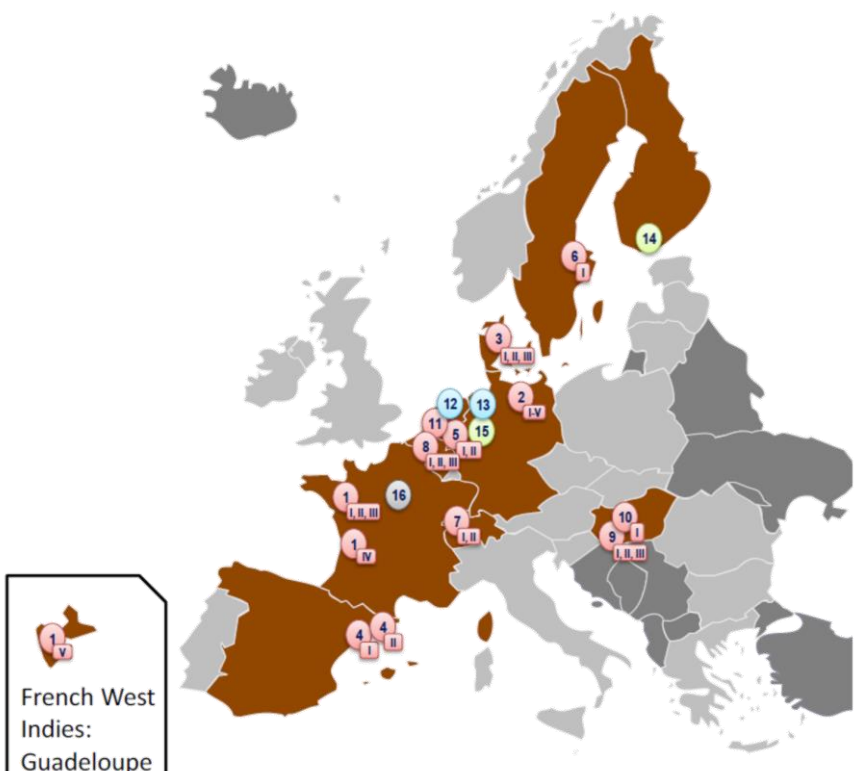 14
6
I
3
I, II, III
12
13
2
I-V
11
5
15
8
I, II
I, II, III
1
16
I, II, III
7
I, II
10
I
9
I, II, III
1
IV
4
I
4
II
1
V
French West
Indies:
Guadeloupe